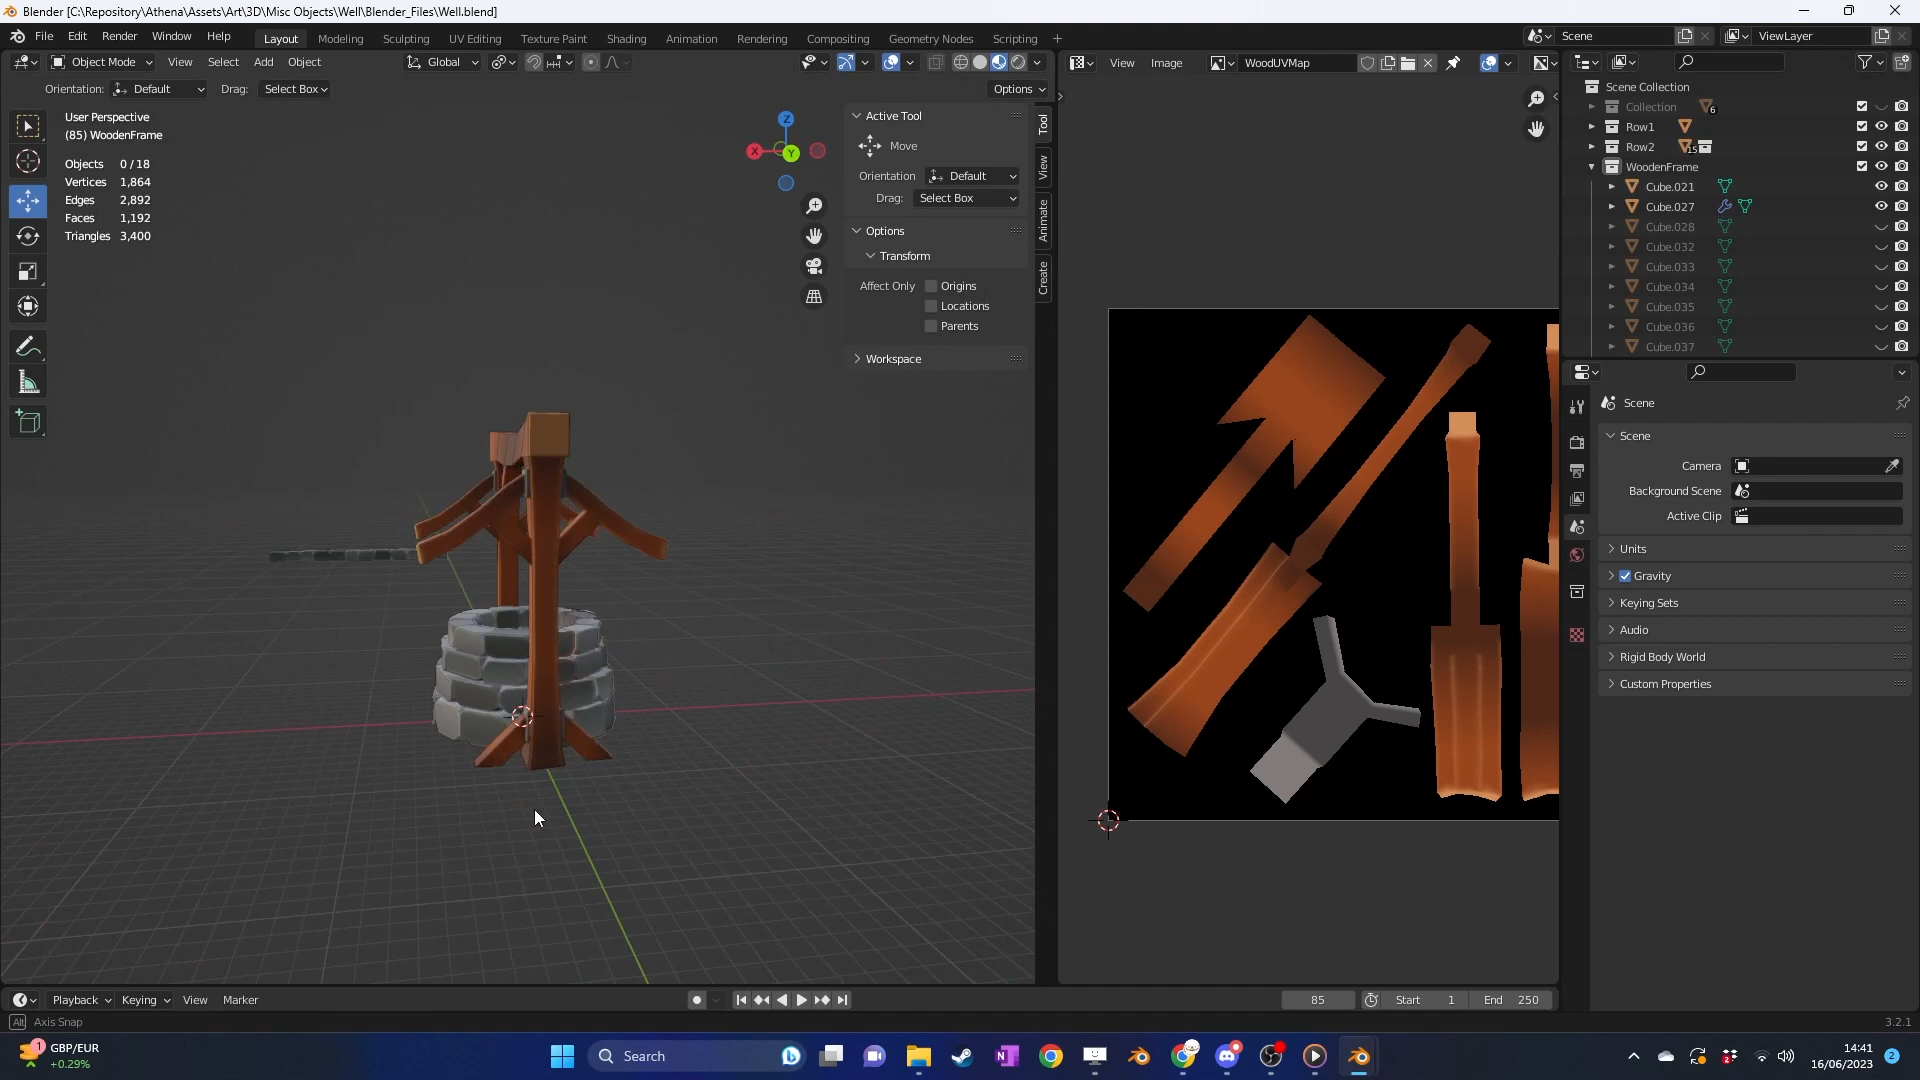 Blender [C:\Repository\Athena\Assets\Art\3D\Misc Objects\Well\Blender_Files\Well.blend]
File Edit Render Window Help Layout Modeling Sculpting UV Editing Texture Paint Shading Animation Rendering Compositing Geometry Nodes Scripting + Scene ViewLayer
Object Mode View Select Add Object Global View Image WoodUVMap
Orientation: Default Drag: Select Box Options
Scene Collection
Collection 6
Row1
Row2 15
WoodenFrame
Cube.021
Cube.027
Cube.028
Cube.032
Cube.033
Cube.034
Cube.035
Cube.036
Cube.037
User Perspective
(85) WoodenFrame
Objects 0/18
Vertices 1,864
Edges 2,892
Faces 1,192
Triangles 3,400
Z
X
Y
Active Tool
Move
Orientation Default
Drag: Select Box
Options
Transform
Affect Only Origins
Locations
Parents
Workspace
Tool
View
Animate
Create
Scene
Scene
Camera
Background Scene
Active Clip
Units
Gravity
Keying Sets
Audio
Rigid Body World
Custom Properties
Playback Keying View Marker 85 Start 1 End 250
Alt Axis Snap 3.2.1
1 GBP/EUR
+0.29%
Search
14:41
16/06/2023
2